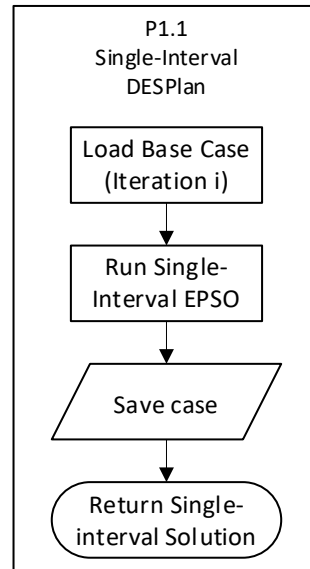 P1.1
Single-Interval
DESPlan
Load Base Case
(Iteration i)
Run Single-
Interval EPSO
Save case
Return Single-
interval Solution